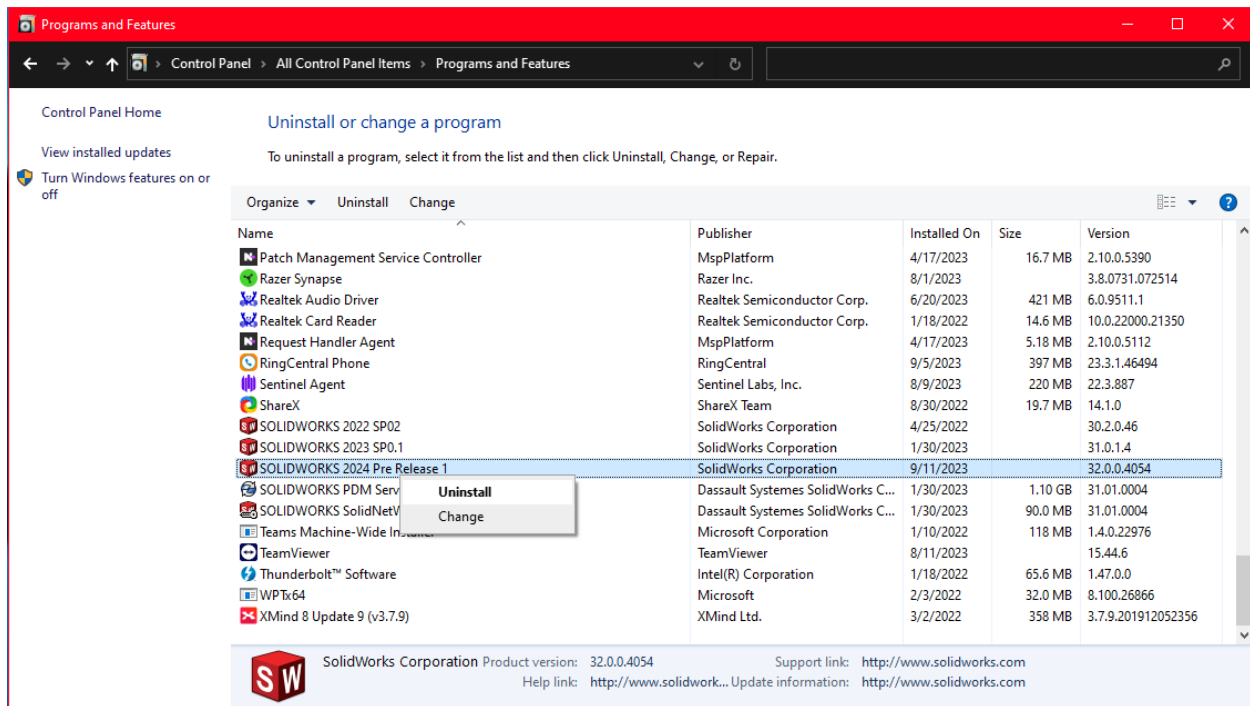 Programs and Features
Control Panel > All Control Panel Items > Programs and Features
Control Panel Home
View installed updates
Turn Windows features on or
off
Uninstall or change a program
To uninstall a program, select it from the list and then click Uninstall, Change, or Repair.
Organize Uninstall Change
Name Publisher Installed On Size Version
Patch Management Service Controller MspPlatform 4/17/2023 16.7 MB 2.10.0.5390
Razer Synapse Razer Inc. 8/1/2023 3.8.0731.072514
Realtek Audio Driver Realtek Semiconductor Corp. 6/20/2023 421 MB 6.0.9511.1
Realtek Card Reader Realtek Semiconductor Corp. 1/18/2022 14.6 MB 10.0.22000.21350
Request Handler Agent MspPlatform 4/17/2023 5.18 MB 2.10.0.5112
RingCentral Phone RingCentral 9/5/2023 397 MB 23.3.1.46494
Sentinel Agent Sentinel Labs, Inc. 8/9/2023 220 MB 22.3.887
ShareX ShareX Team 8/30/2022 19.7 MB 14.1.0
SOLIDWORKS 2022 SP02 SolidWorks Corporation 4/25/2022 30.2.0.46
SOLIDWORKS 2023 SP0.1 SolidWorks Corporation 1/30/2023 31.0.1.4
SOLIDWORKS 2024 Pre Release 1 SolidWorks Corporation 9/11/2023 32.0.0.4054
SOLIDWORKS PDM Serv Dassault Systemes SolidWorks C... 1/30/2023 1.10 GB 31.01.0004
SOLIDWORKS SolidNetW Dassault Systemes SolidWorks C... 1/30/2023 90.0 MB 31.01.0004
Teams Machine-Wide Installer Microsoft Corporation 1/10/2022 118 MB 1.4.0.22976
TeamViewer TeamViewer 8/11/2023 15.44.6
Thunderbolt™ Software Intel(R) Corporation 1/18/2022 65.6 MB 1.47.0.0
WPTx64 Microsoft 2/3/2022 32.0 MB 8.100.26866
XMind 8 Update 9 (v3.7.9) XMind Ltd. 3/2/2022 358 MB 3.7.9.201912052356
Uninstall
Change
SolidWorks Corporation Product version: 32.0.0.4054 Support link: http://www.solidworks.com
Help link: http://www.solidwork... Update information: http://www.solidworks.com
SW